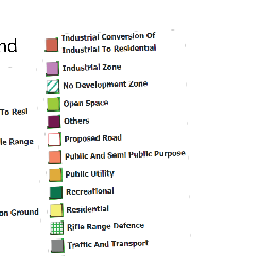 nd
Industrial Conversion Of
Industrial To Residential
Industrial Zone
No Development Zone
Open Space
To Resi
Others
Proposed Road
le Range
Public And Semi Public Purpose
Public Utility
Recreational
Residential
on Ground
Rifle Range Defence
Traffic And Transport